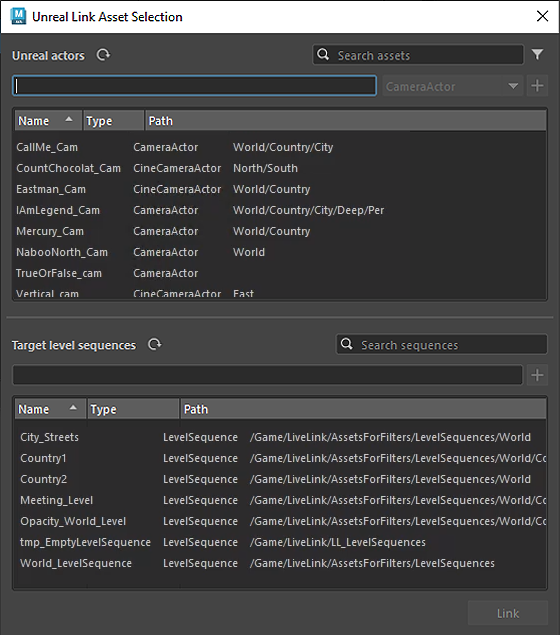 Unreal Link Asset Selection
Unreal actors
Search assets
CameraActor
Name Type Path
CallMe_Cam CameraActor World/Country/City
CountChocolat_Cam CineCameraActor North/South
Eastman_Cam CameraActor World/Country
IAmLegend_Cam CameraActor World/Country/City/Deep/Per
Mercury_Cam CameraActor World/Country
NabooNorth_Cam CameraActor World
TrueOrFalse_cam CameraActor
Vertical_cam CineCameraActor East
Target level sequences
Search sequences
Name Type Path
City_Streets LevelSequence /Game/LiveLink/AssetsForFilters/LevelSequences/World
Country1 LevelSequence /Game/LiveLink/AssetsForFilters/LevelSequences/World/Co
Country2 LevelSequence /Game/LiveLink/AssetsForFilters/LevelSequences/World
Meeting_Level LevelSequence /Game/LiveLink/AssetsForFilters/LevelSequences/World/Co
Opacity_World_Level LevelSequence /Game/LiveLink/AssetsForFilters/LevelSequences/World/Co
tmp_EmptyLevelSequence LevelSequence /Game/LiveLink/LL_LevelSequences
World_LevelSequence LevelSequence /Game/LiveLink/AssetsForFilters/LevelSequences
Link